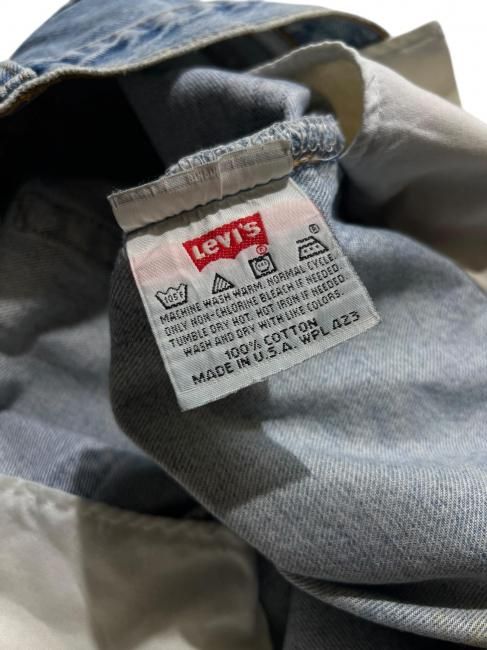 Levi's
105F
MACHINE WASH WARM. NORMAL CYCLE.
ONLY NON-CHLORINE BLEACH IF NEEDED.
TUMBLE DRY HOT. HOT IRON IF NEEDED.
WASH AND DRY WITH LIKE COLORS.
100% COTTON
MADE IN U.S.A. WPL 423